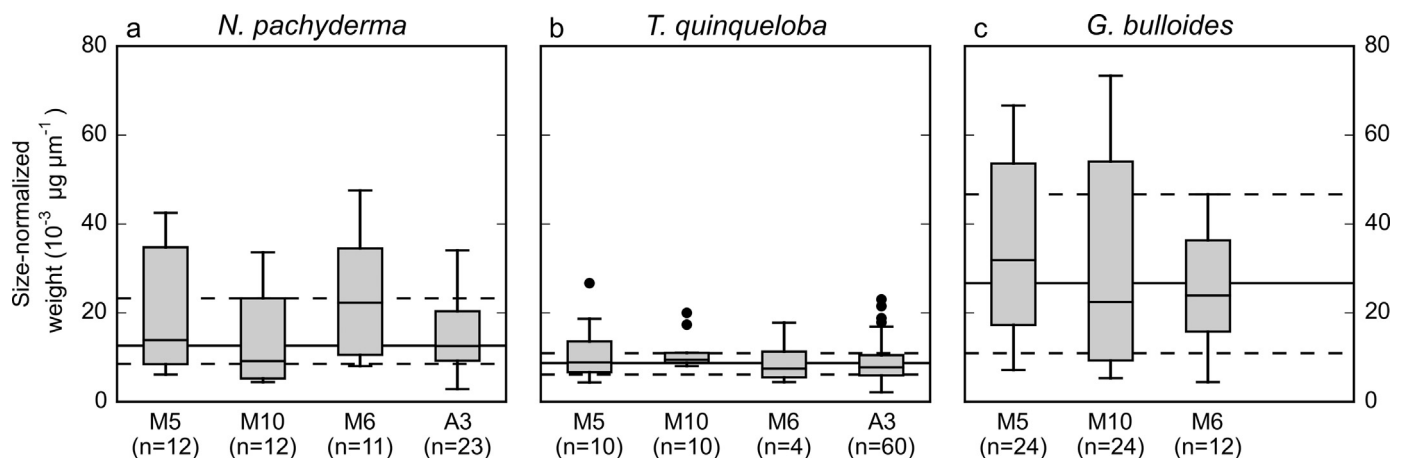 a N. pachyderma
b T. quinqueloba
c G. bulloides
Size-normalized
weight (10⁻³ µg µm⁻¹ )
80
60
40
20
0
80
60
40
20
0
M5 M10 M6 A3
(n=12) (n=12) (n=11) (n=23)
M5 M10 M6 A3
(n=10) (n=10) (n=4) (n=60)
M5 M10 M6
(n=24) (n=24) (n=12)